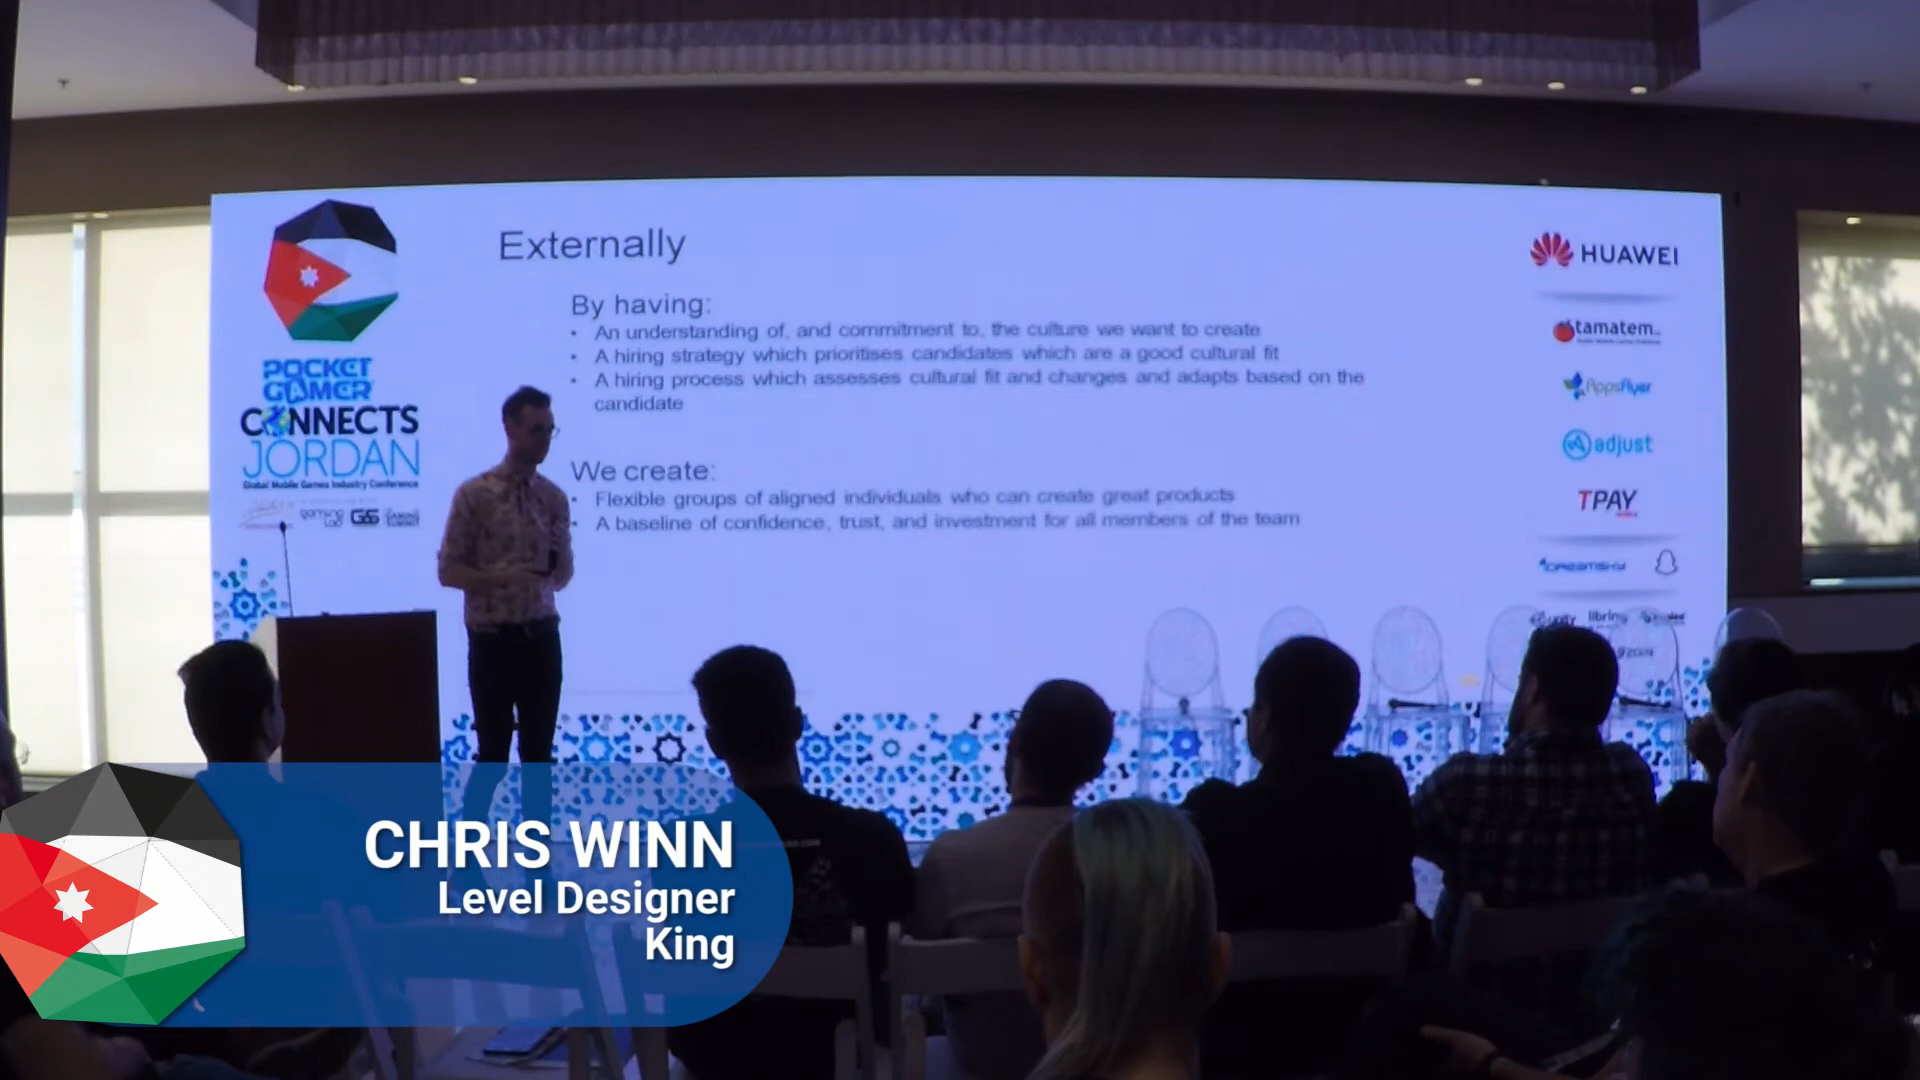 Externally
By having:
• An understanding of, and commitment to, the culture we want to create
• A hiring strategy which prioritises candidates which are a good cultural fit
• A hiring process which assesses cultural fit and changes and adapts based on the
candidate
We create:
• Flexible groups of aligned individuals who can create great products
• A baseline of confidence, trust, and investment for all members of the team
POCKET
GAMER
CONNECTS
JORDAN
Global Mobile Games Industry Conference
gaming
LAB
HUAWEI
tamatem
AppsFlyer
adjust
TPAY
DREAMSKY
unity
CHRIS WINN
Level Designer
King